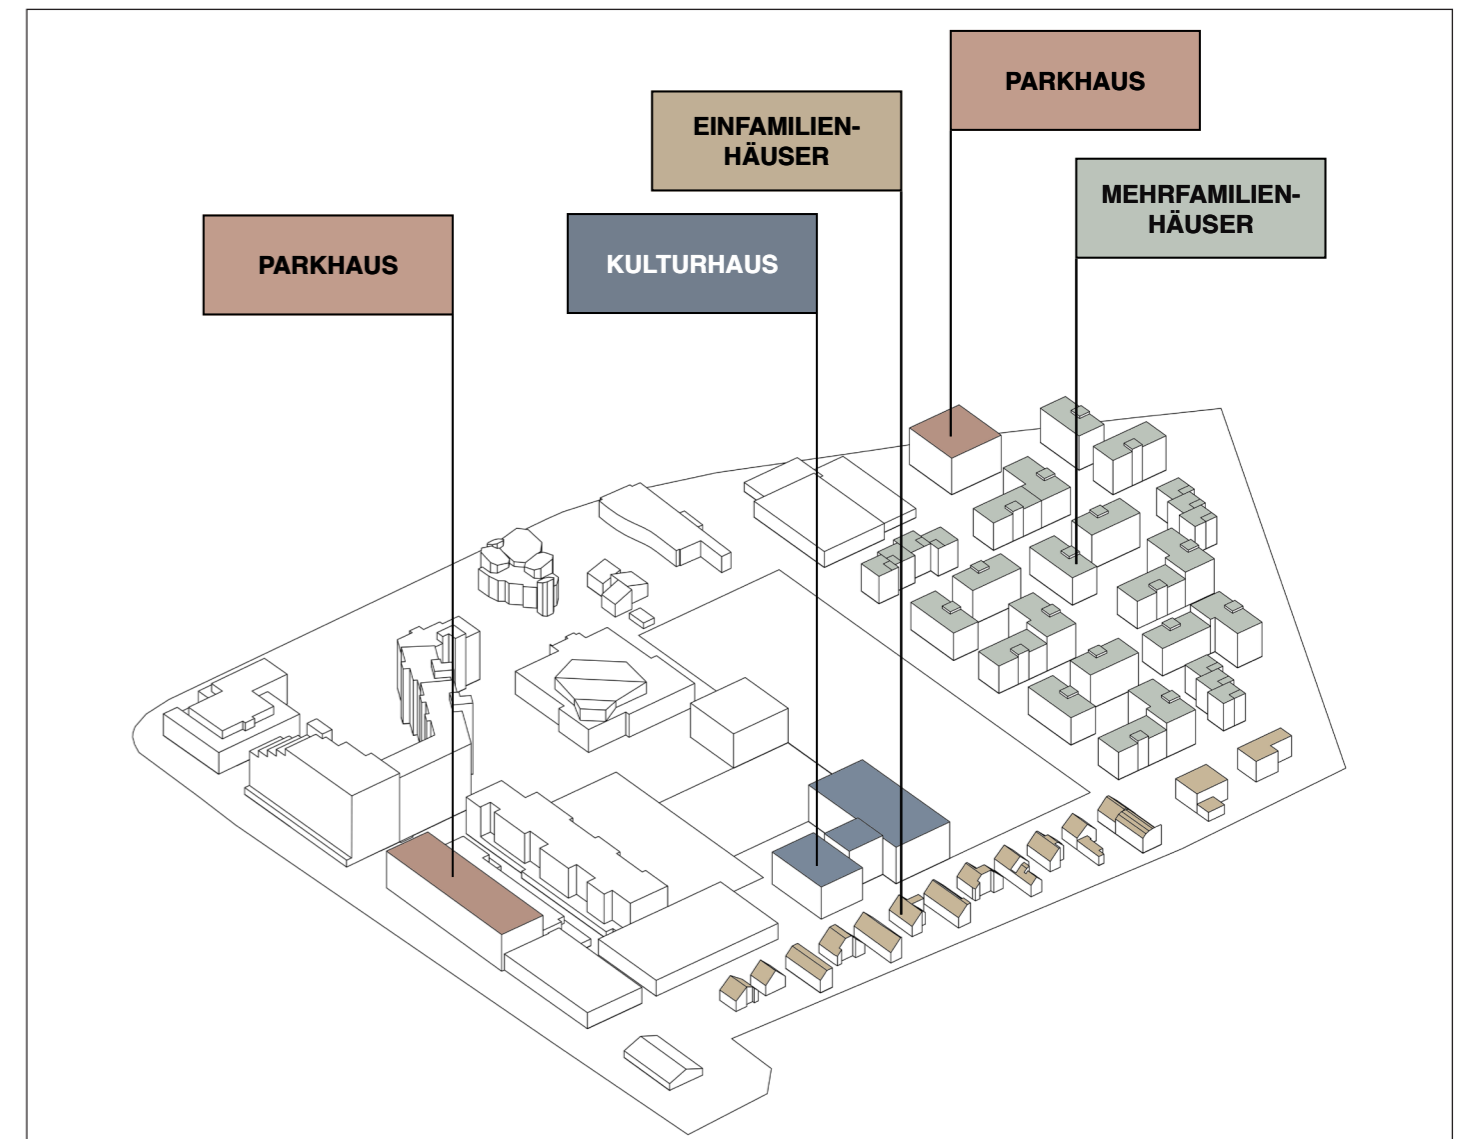 PARKHAUS
EINFAMILIEN-
HÄUSER
MEHRFAMILIEN-
HÄUSER
PARKHAUS
KULTURHAUS